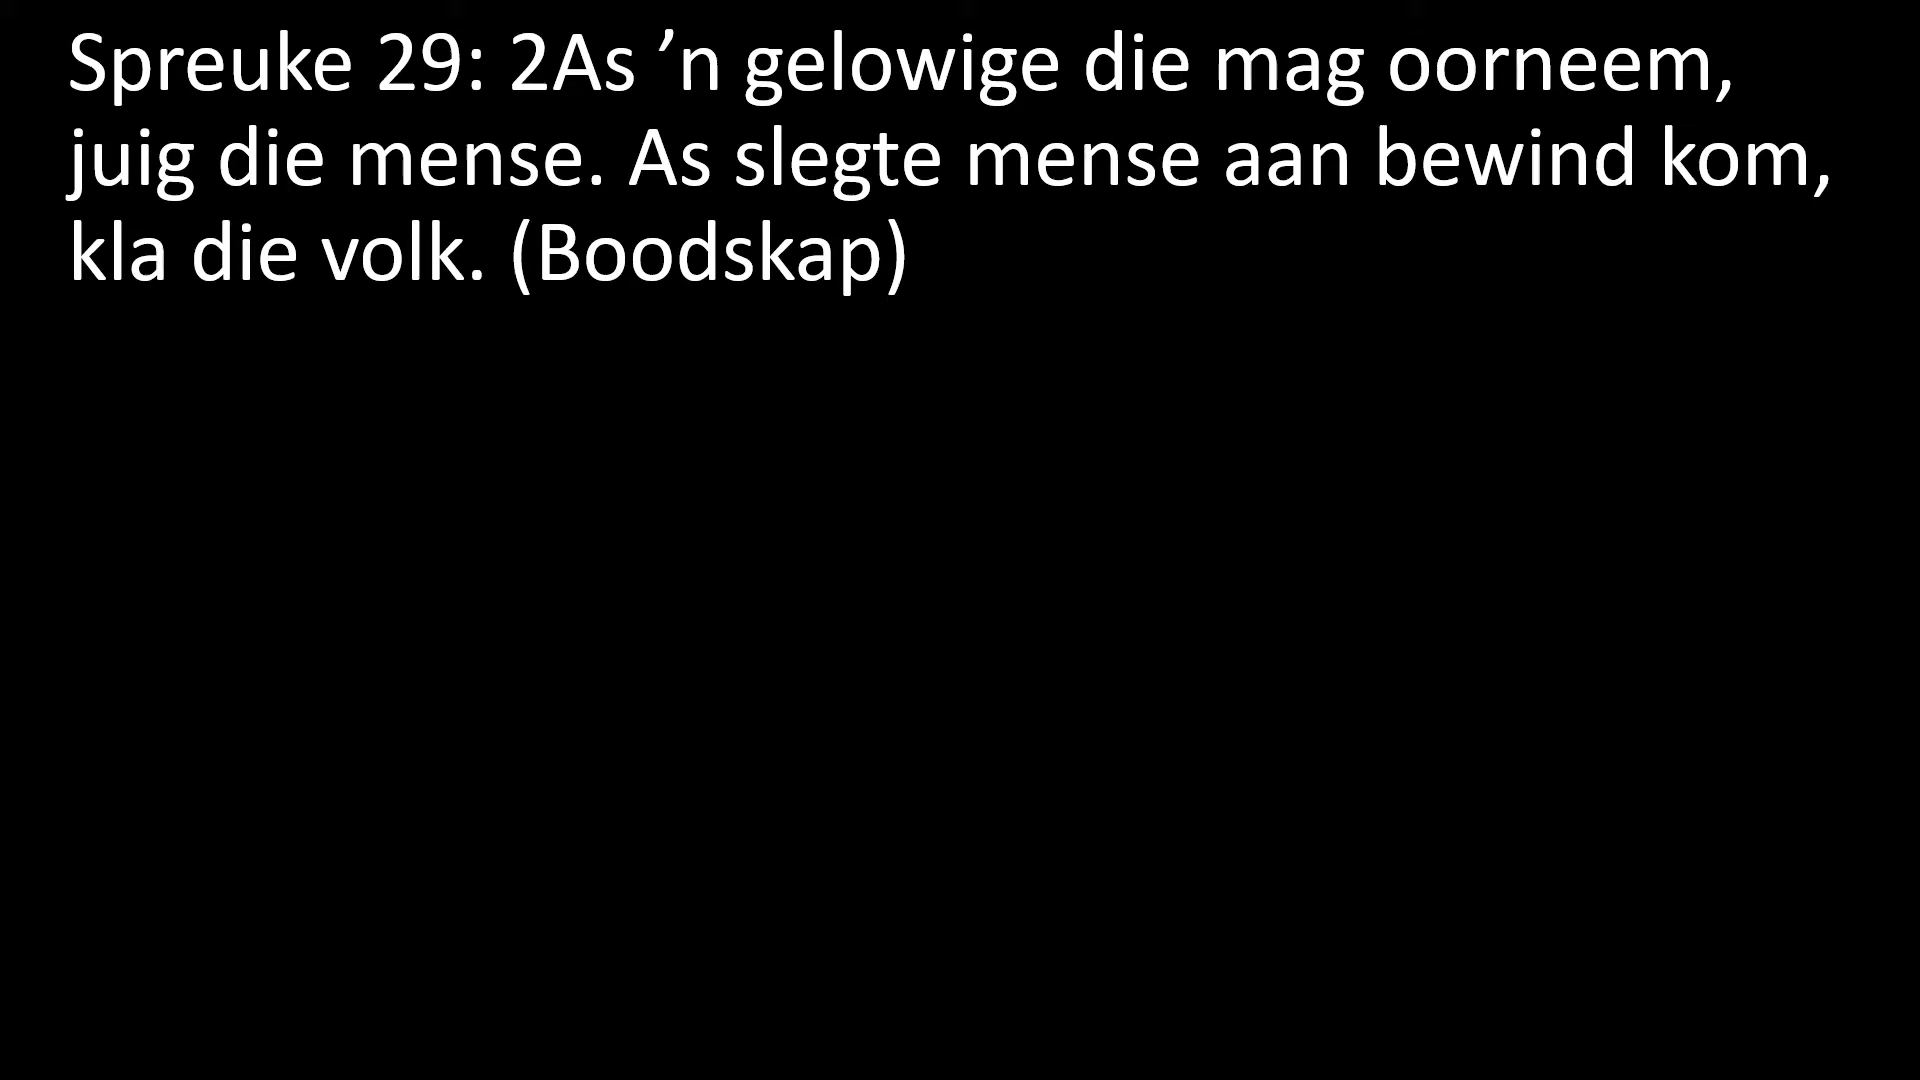 Spreuke 29: 2As ’n gelowige die mag oorneem,
juig die mense. As slegte mense aan bewind kom,
kla die volk. (Boodskap)